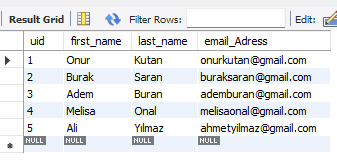 Result Grid Filter Rows: Edit:
uid first_name last_name email_Adress
1 Onur Kutan onurkutan@gmail.com
2 Burak Saran buraksaran@gmail.com
3 Adem Buran ademburan@gmail.com
4 Melisa Onal melisaonal@gmail.com
5 Ali Yılmaz ahmetyilmaz@gmail.com
NULL NULL NULL NULL